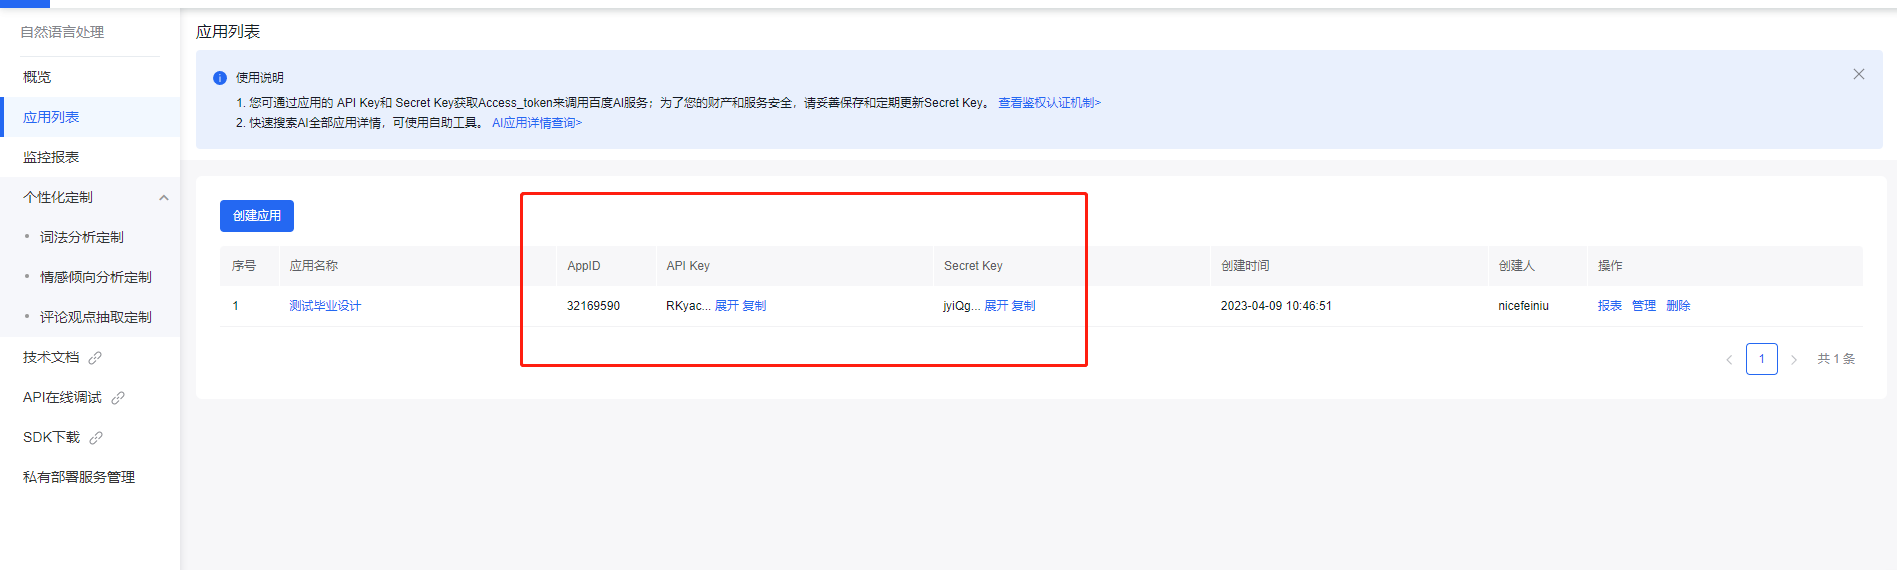 自然语言处理
概览
应用列表
监控报表
个性化定制
词法分析定制
情感倾向分析定制
评论观点抽取定制
技术文档
API在线调试
SDK下载
私有部署服务管理
应用列表
使用说明
1. 您可通过应用的 API Key和 Secret Key获取Access_token来调用百度AI服务；为了您的财产和服务安全，请妥善保存和定期更新Secret Key。 查看鉴权认证机制>
2. 快速搜索AI全部应用详情，可使用自助工具。 AI应用详情查询>
创建应用
序号 应用名称 AppID API Key Secret Key 创建时间 创建人 操作
1 测试毕业设计 32169590 RKyac... 展开 复制 jyiQg... 展开 复制 2023-04-09 10:46:51 nicefeiniu 报表 管理 删除
1 共 1 条